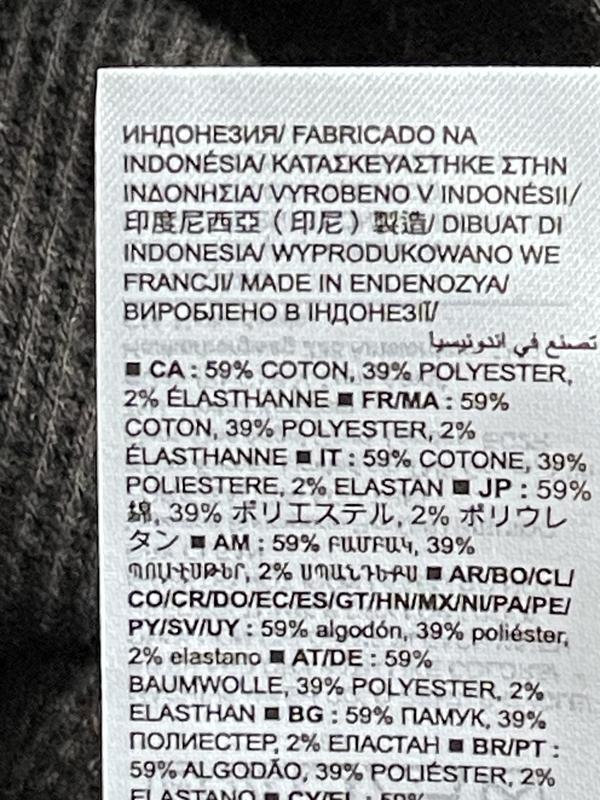 ИНДОНЕЗИЯ/ FABRICADO NA
INDONÉSIA/ ΚΑΤΑΣΚΕΥΑΣΤΗΚΕ ΣΤΗΝ
ΙΝΔΟΝΗΣΙΑ/ VYROBENO V INDONÉSII/
印度尼西亞（印尼）製造/ DIBUAT DI
INDONESIA/ WYPRODUKOWANO WE
FRANCJI/ MADE IN ENDENOZYA/
ВИРОБЛЕНО В ІНДОНЕЗІЇ/
تصنع في اندونيسيا
■ CA : 59% COTON, 39% POLYESTER,
2% ÉLASTHANNE ■ FR/MA : 59%
COTON, 39% POLYESTER, 2%
ÉLASTHANNE ■ IT : 59% COTONE, 39%
POLIESTERE, 2% ELASTAN ■ JP : 59%
綿, 39% ポリエステル, 2% ポリウレ
タン ■ AM : 59% ԲԱՄԲԱԿ, 39%
ՊՈԼԻԷՍԹԵՐ, 2% ՍՊԱՆԴԵՔՍ ■ AR/BO/CL/
CO/CR/DO/EC/ES/GT/HN/MX/NI/PA/PE/
PY/SV/UY : 59% algodón, 39% poliéster,
2% elastano ■ AT/DE : 59%
BAUMWOLLE, 39% POLYESTER, 2%
ELASTHAN ■ BG : 59% ПАМУК, 39%
ПОЛИЕСТЕР, 2% ЕЛАСТАН ■ BR/PT :
59% ALGODÃO, 39% POLIÉSTER, 2%
ELASTANO ■ CY/EL : 59%